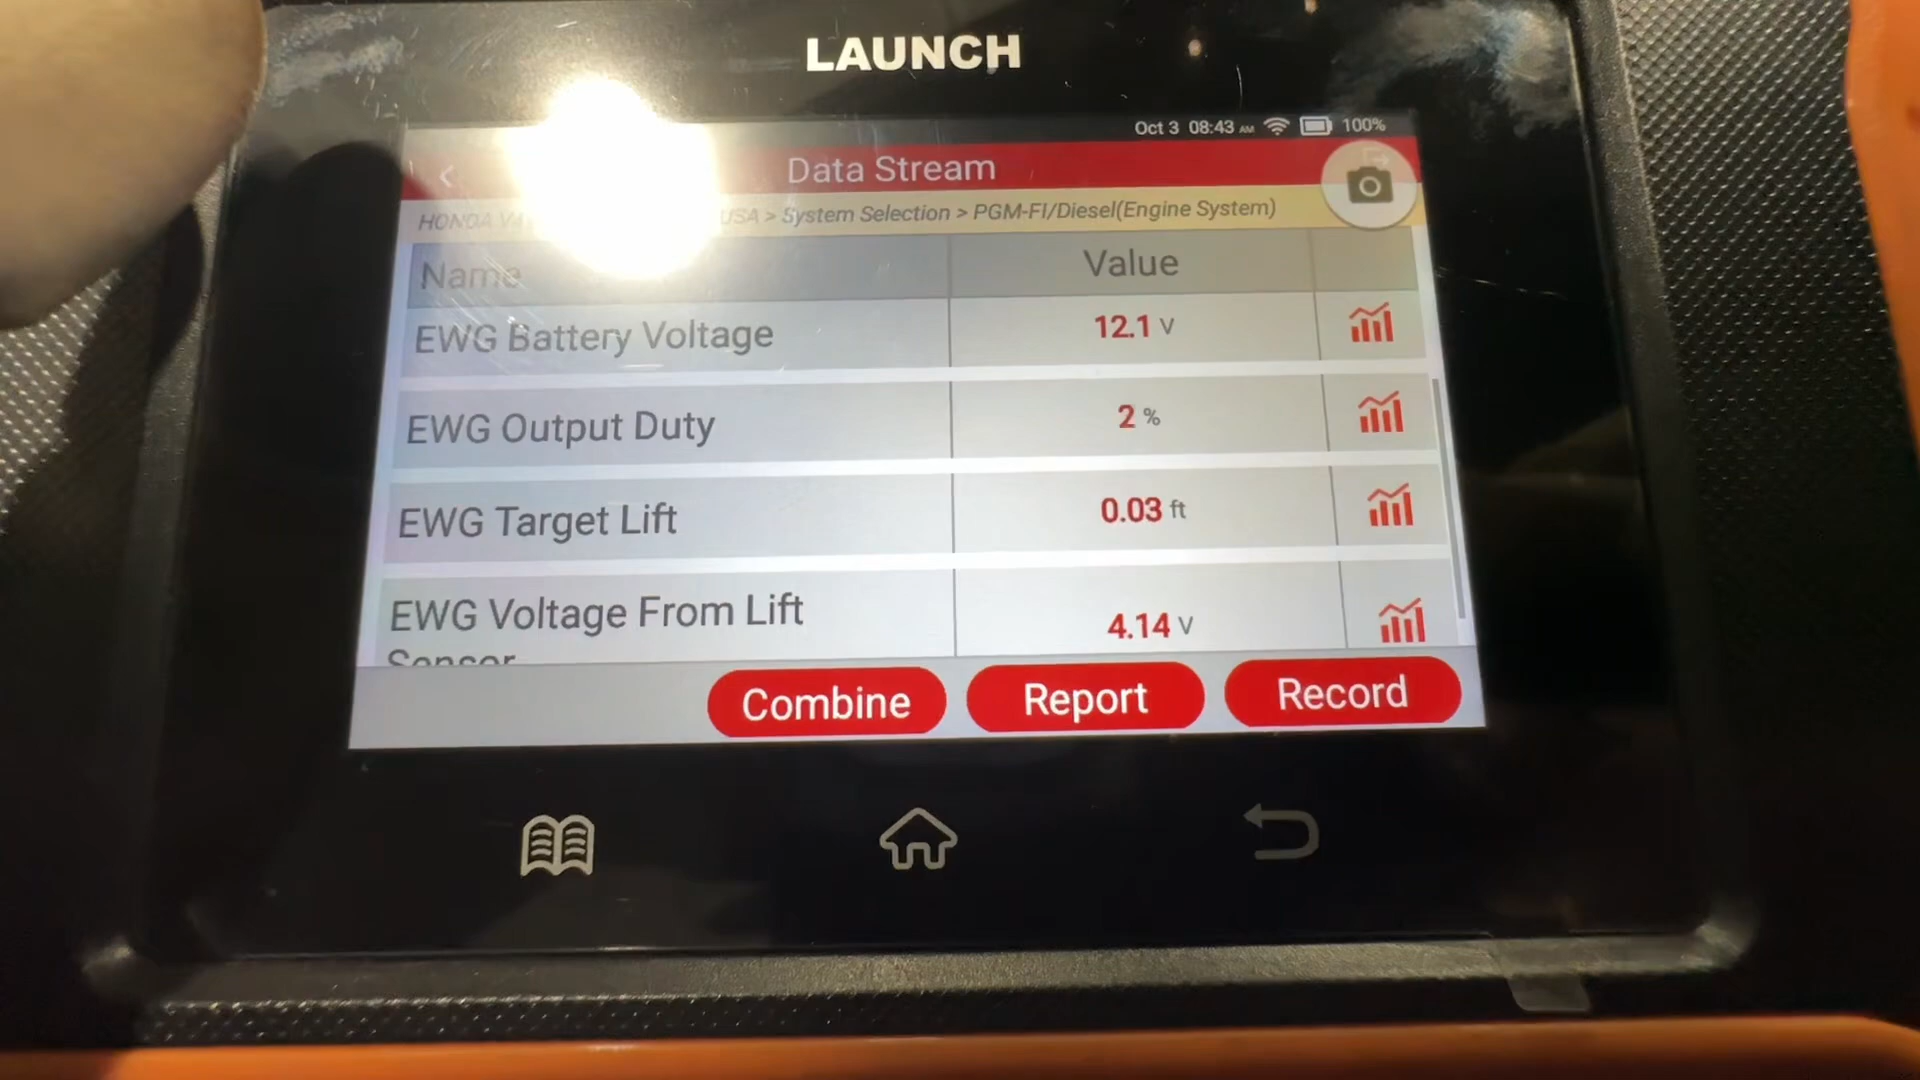 LAUNCH
Oct 3 08:43 AM 100%
Data Stream
HONDA USA > System Selection > PGM-FI/Diesel(Engine System)
Name Value
EWG Battery Voltage 12.1 V
EWG Output Duty 2 %
EWG Target Lift 0.03 ft
EWG Voltage From Lift 4.14 V
Sensor
Combine Report Record